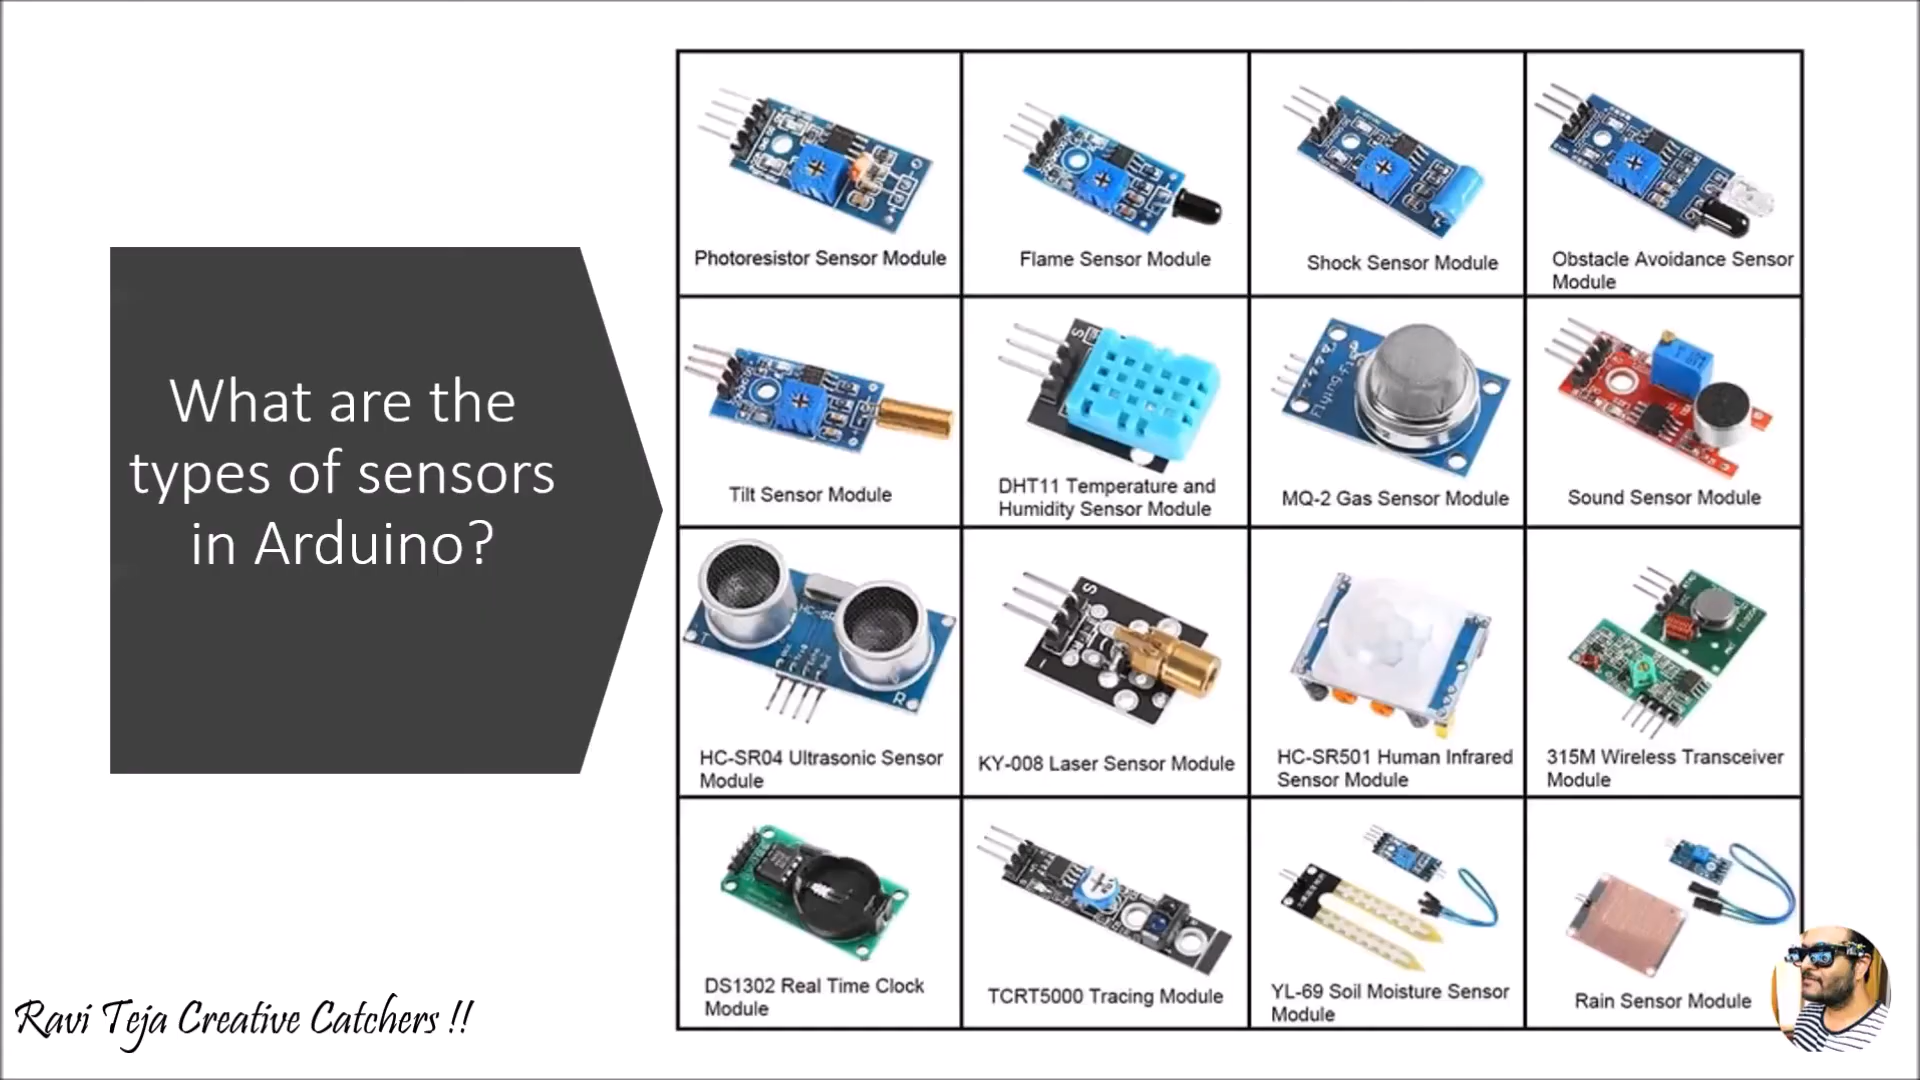 What are the
types of sensors
in Arduino?
Photoresistor Sensor Module
Flame Sensor Module
Shock Sensor Module
Obstacle Avoidance Sensor
Module
Tilt Sensor Module
DHT11 Temperature and
Humidity Sensor Module
MQ-2 Gas Sensor Module
Sound Sensor Module
HC-SR04 Ultrasonic Sensor
Module
KY-008 Laser Sensor Module
HC-SR501 Human Infrared
Sensor Module
315M Wireless Transceiver
Module
DS1302 Real Time Clock
Module
TCRT5000 Tracing Module
YL-69 Soil Moisture Sensor
Module
Rain Sensor Module
Ravi Teja Creative Catchers !!